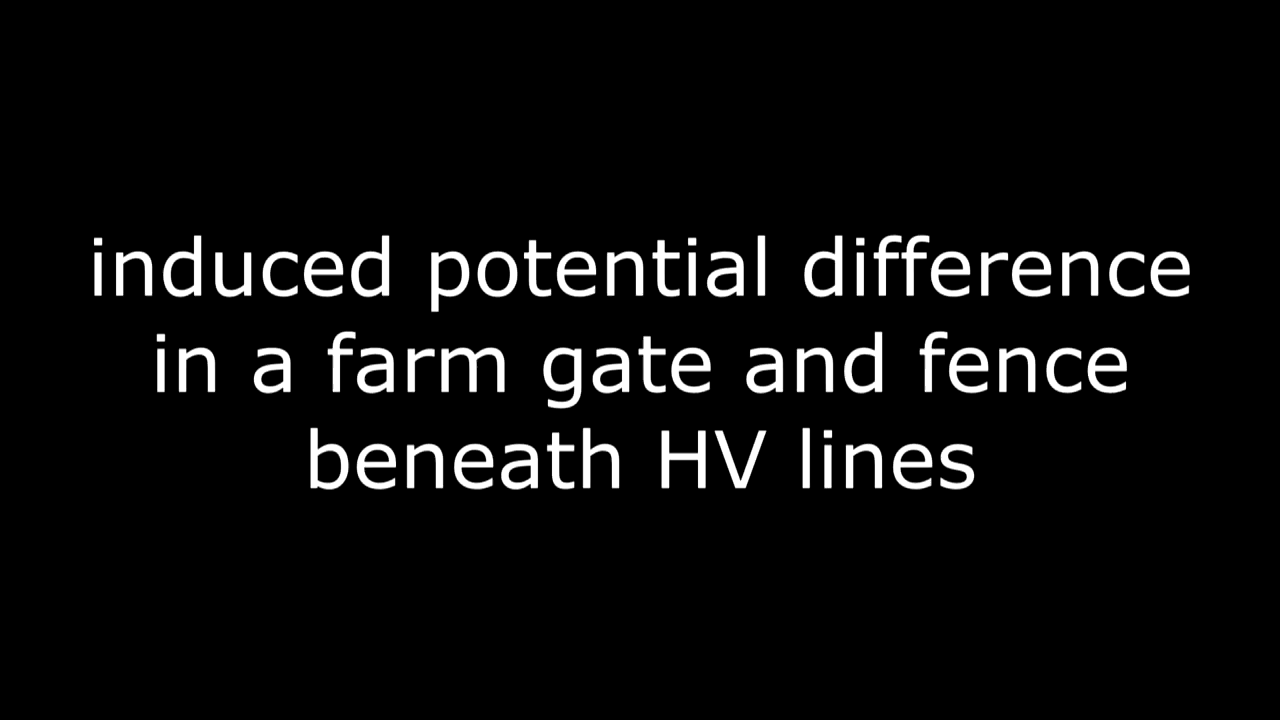 induced potential difference
in a farm gate and fence
beneath HV lines